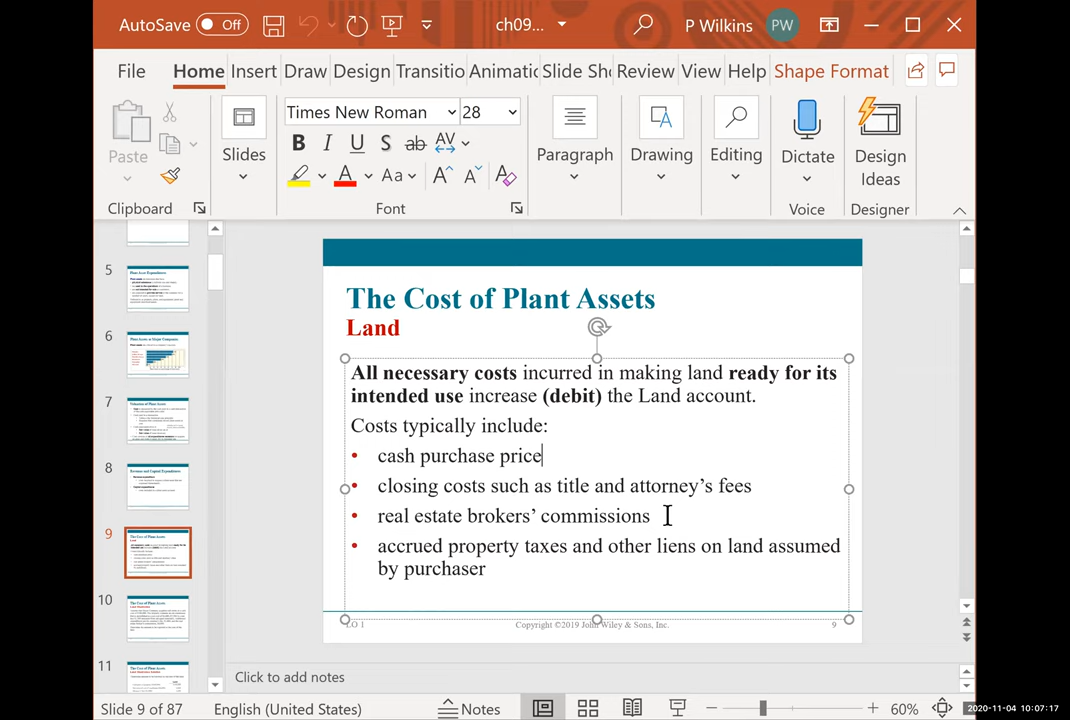 AutoSave Off ch09... P Wilkins PW
File Home Insert Draw Design Transitio Animatic Slide Sh Review View Help Shape Format
Times New Roman 28
Paste Slides B I U S ab AV Paragraph Drawing Editing Dictate Design Ideas
A Aa A A A
Clipboard Font Voice Designer
5
6
7
8
9
10
11
The Cost of Plant Assets
Land
All necessary costs incurred in making land ready for its
intended use increase (debit) the Land account.
Costs typically include:
• cash purchase price
• closing costs such as title and attorney’s fees
• real estate brokers’ commissions
• accrued property taxes and other liens on land assumed
by purchaser
LO 1 Copyright ©2019 John Wiley & Sons, Inc. 9
Click to add notes
Slide 9 of 87 English (United States) Notes 60% 2020-11-04 10:07:17